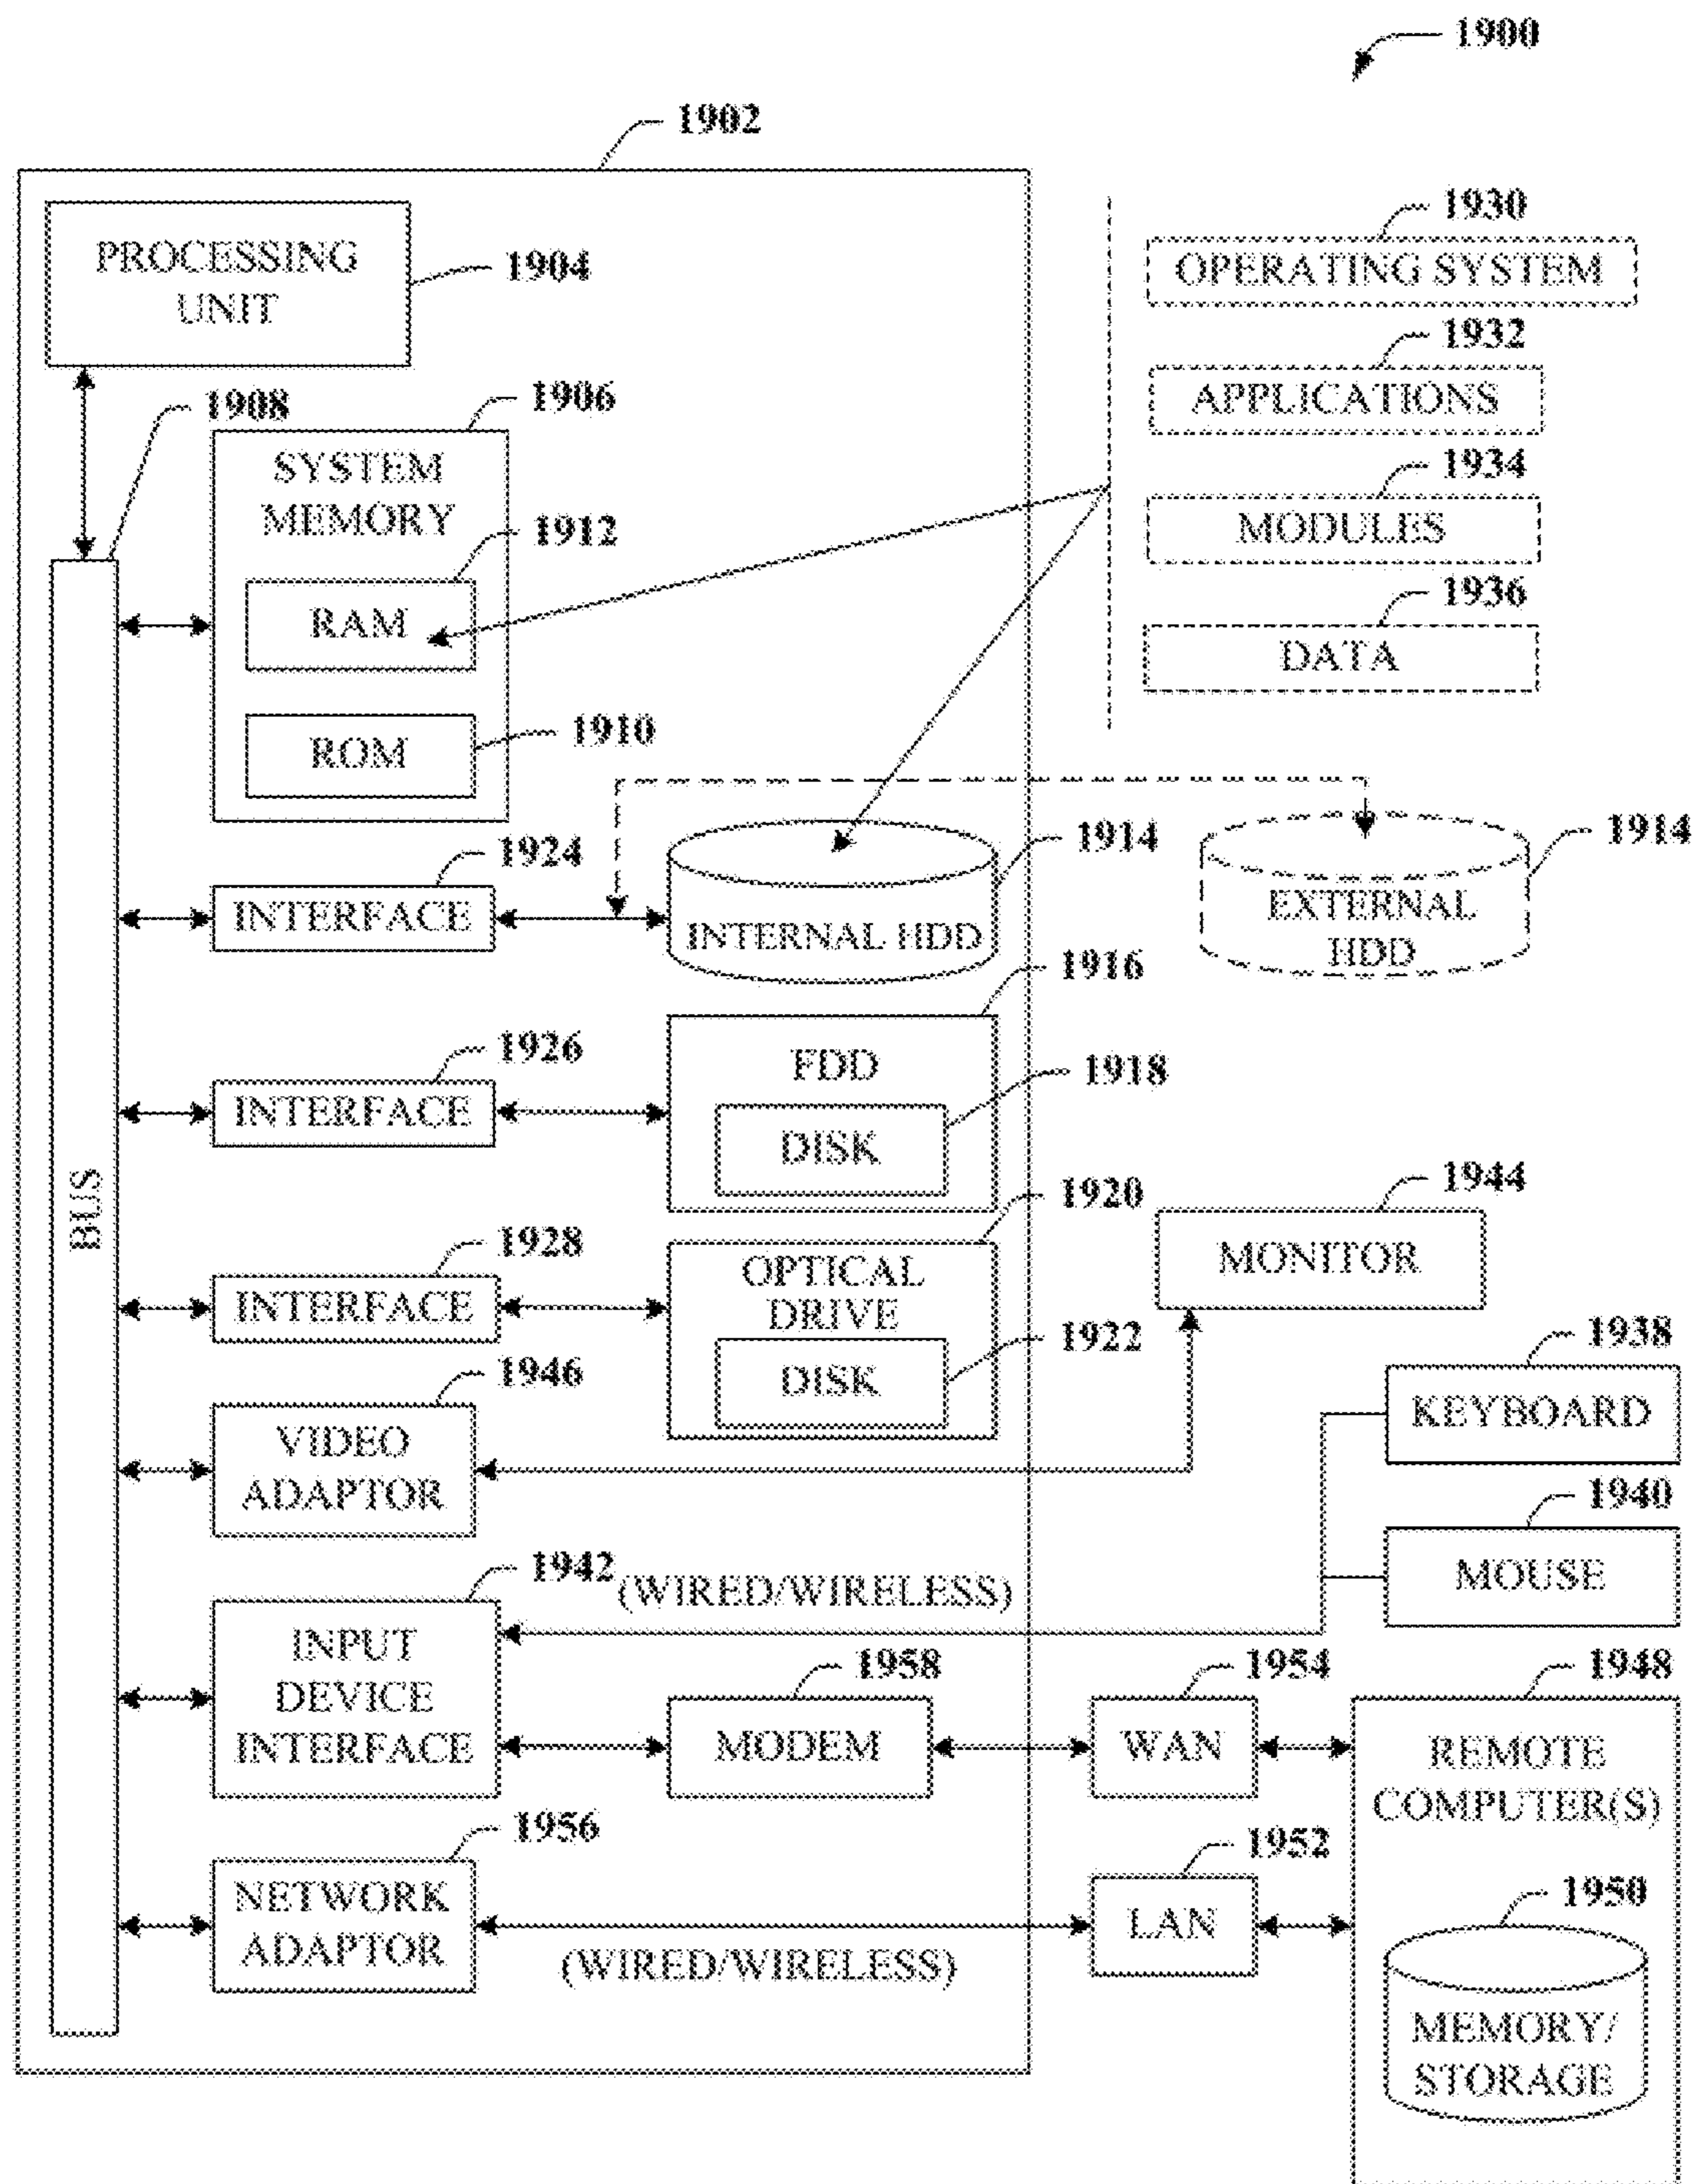 1900
1902
PROCESSING
UNIT
1904
1930
OPERATING SYSTEM
1932
APPLICATIONS
1934
MODULES
1936
DATA
1908
1906
SYSTEM
MEMORY
1912
RAM
1910
ROM
BUS
1924
INTERFACE
1914
INTERNAL HDD
1914
EXTERNAL
HDD
1926
INTERFACE
1916
FDD
1918
DISK
1928
INTERFACE
1920
OPTICAL
DRIVE
1922
DISK
1944
MONITOR
1946
VIDEO
ADAPTOR
1938
KEYBOARD
1940
MOUSE
1942
(WIRED/WIRELESS)
INPUT
DEVICE
INTERFACE
1958
MODEM
1954
WAN
1948
REMOTE
COMPUTER(S)
1956
NETWORK
ADAPTOR
(WIRED/WIRELESS)
1952
LAN
1950
MEMORY/
STORAGE